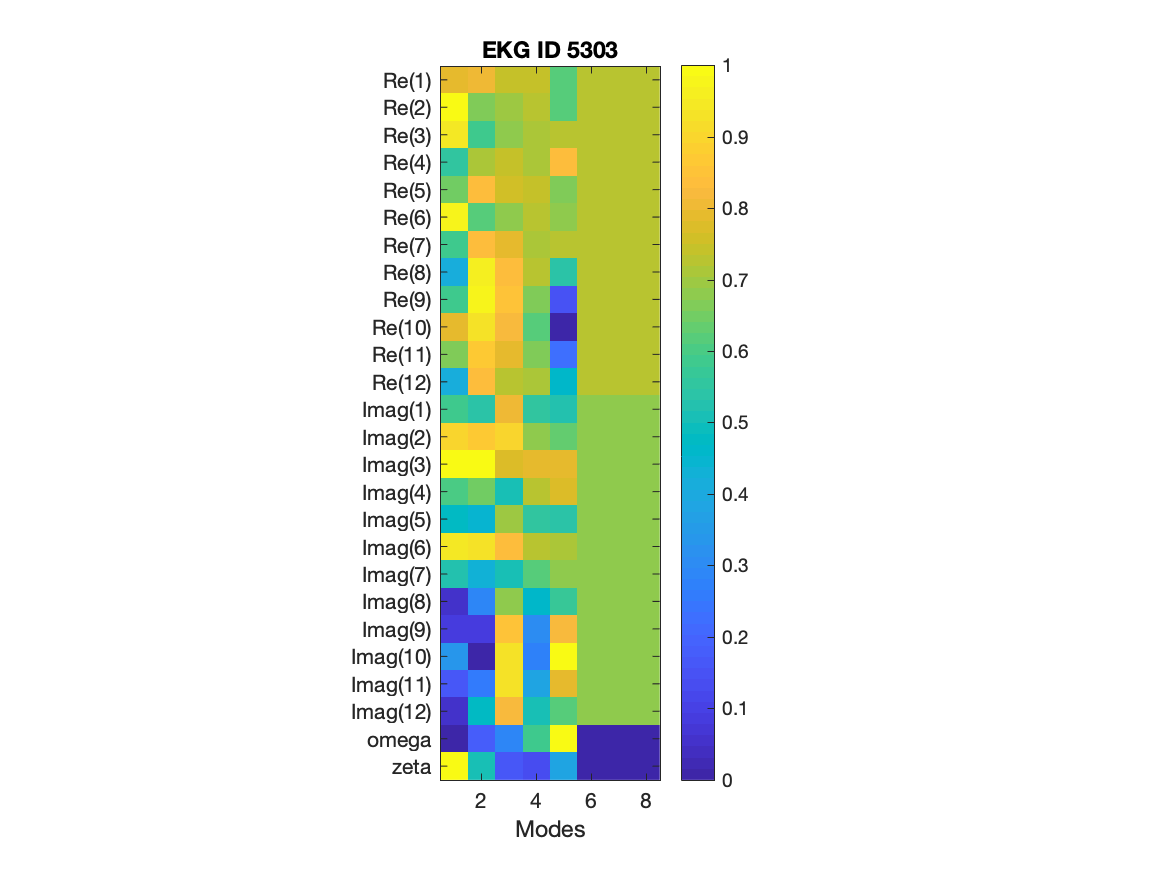 EKG ID 5303
Re(1)
Re(2)
Re(3)
Re(4)
Re(5)
Re(6)
Re(7)
Re(8)
Re(9)
Re(10)
Re(11)
Re(12)
Imag(1)
Imag(2)
Imag(3)
Imag(4)
Imag(5)
Imag(6)
Imag(7)
Imag(8)
Imag(9)
Imag(10)
Imag(11)
Imag(12)
omega
zeta
2 4 6 8
Modes
1
0.9
0.8
0.7
0.6
0.5
0.4
0.3
0.2
0.1
0